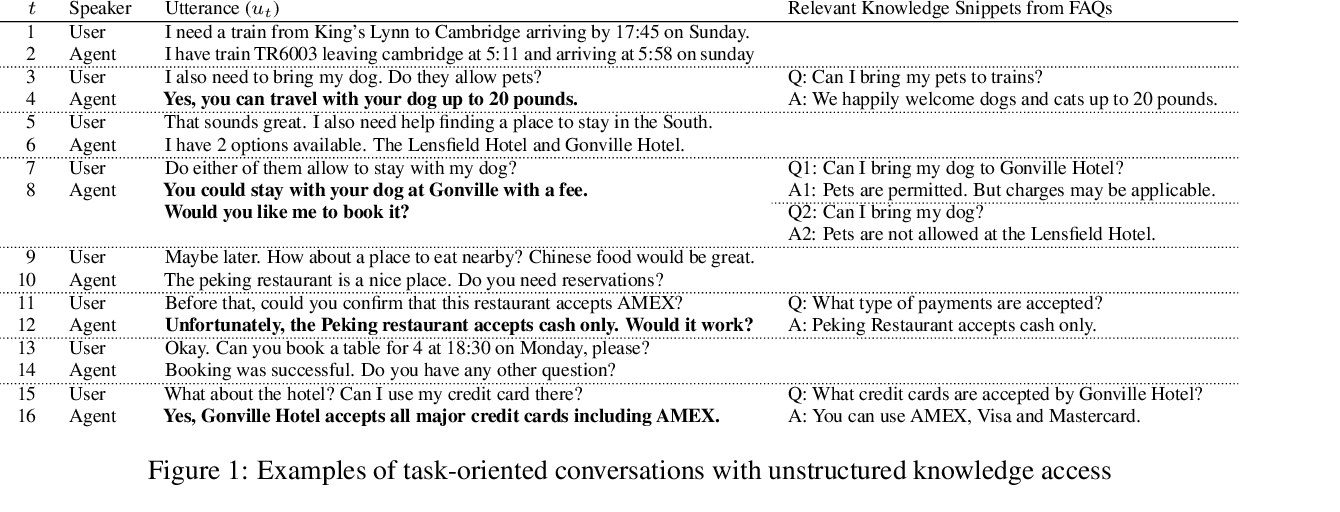 t Speaker Utterance (u_t) Relevant Knowledge Snippets from FAQs
1 User I need a train from King's Lynn to Cambridge arriving by 17:45 on Sunday.
2 Agent I have train TR6003 leaving cambridge at 5:11 and arriving at 5:58 on sunday
3 User I also need to bring my dog. Do they allow pets? Q: Can I bring my pets to trains?
4 Agent Yes, you can travel with your dog up to 20 pounds. A: We happily welcome dogs and cats up to 20 pounds.
5 User That sounds great. I also need help finding a place to stay in the South.
6 Agent I have 2 options available. The Lensfield Hotel and Gonville Hotel.
7 User Do either of them allow to stay with my dog? Q1: Can I bring my dog to Gonville Hotel?
8 Agent You could stay with your dog at Gonville with a fee. A1: Pets are permitted. But charges may be applicable.
Would you like me to book it? Q2: Can I bring my dog?
A2: Pets are not allowed at the Lensfield Hotel.
9 User Maybe later. How about a place to eat nearby? Chinese food would be great.
10 Agent The peking restaurant is a nice place. Do you need reservations?
11 User Before that, could you confirm that this restaurant accepts AMEX? Q: What type of payments are accepted?
12 Agent Unfortunately, the Peking restaurant accepts cash only. Would it work? A: Peking Restaurant accepts cash only.
13 User Okay. Can you book a table for 4 at 18:30 on Monday, please?
14 Agent Booking was successful. Do you have any other question?
15 User What about the hotel? Can I use my credit card there? Q: What credit cards are accepted by Gonville Hotel?
16 Agent Yes, Gonville Hotel accepts all major credit cards including AMEX. A: You can use AMEX, Visa and Mastercard.
Figure 1: Examples of task-oriented conversations with unstructured knowledge access